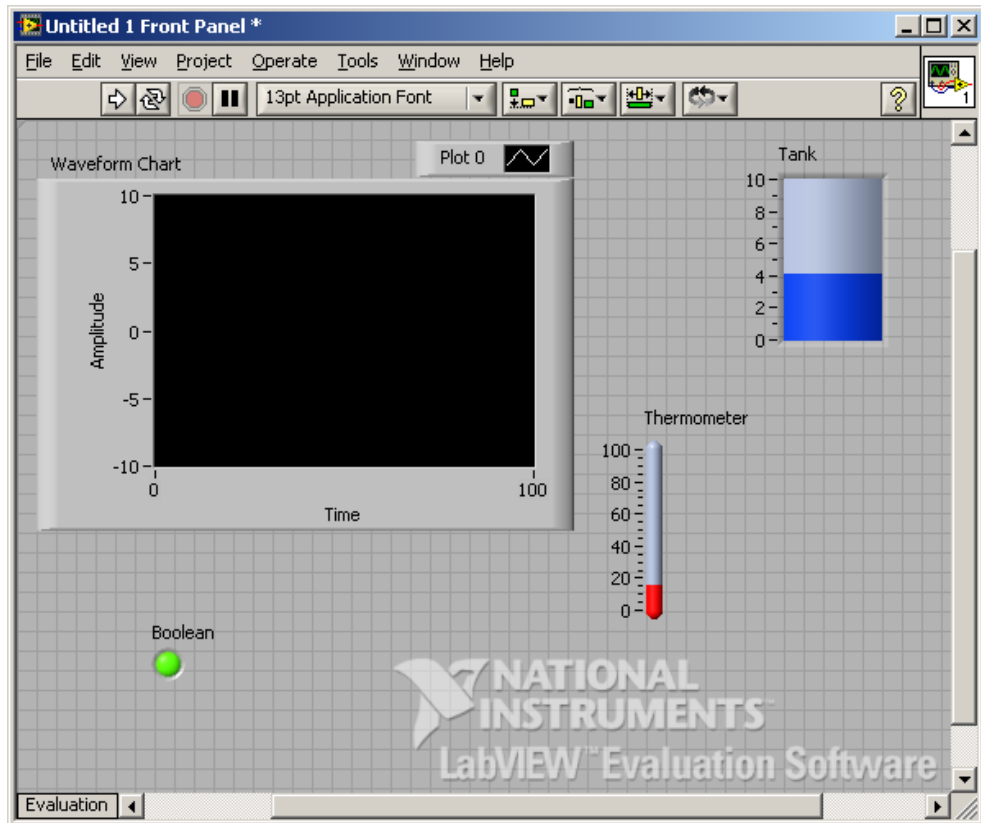 Untitled 1 Front Panel *
File Edit View Project Operate Tools Window Help
13pt Application Font
1
Waveform Chart
Plot 0
10
5
0
-5
-10
Amplitude
0 100
Time
Tank
10
8
6
4
2
0
Thermometer
100
80
60
40
20
0
Boolean
NATIONAL
INSTRUMENTS™
LabVIEW™ Evaluation Software
Evaluation